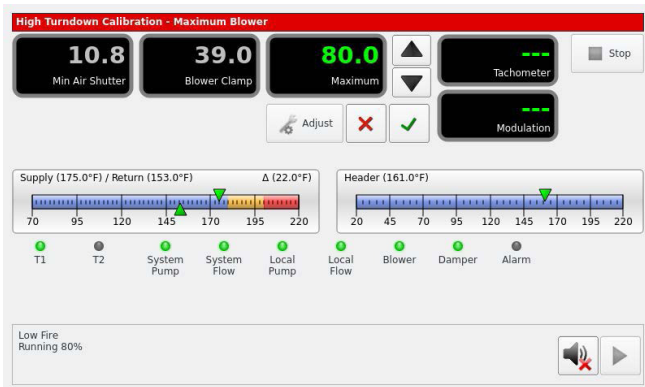 High Turndown Calibration - Maximum Blower
10.8
Min Air Shutter
39.0
Blower Clamp
80.0
Maximum
---
Tachometer
Stop
Adjust
---
Modulation
Supply (175.0°F) / Return (153.0°F)
Δ (22.0°F)
70 95 120 145 170 195 220
Header (161.0°F)
20 45 70 95 120 145 170 195 220
T1
T2
System
Pump
System
Flow
Local
Pump
Local
Flow
Blower
Damper
Alarm
Low Fire
Running 80%